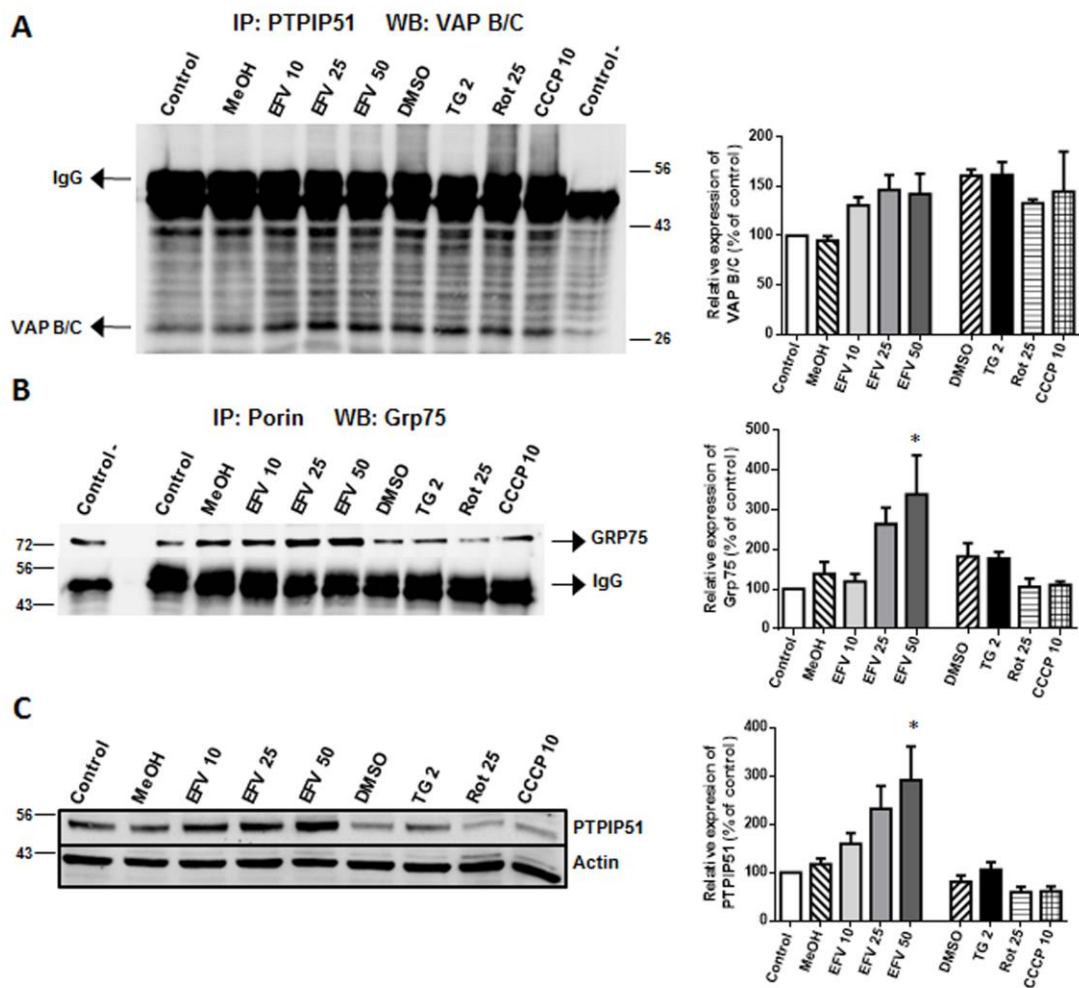 A
IP: PTPIP51 WB: VAP B/C
Control MeOH EFV 10 EFV 25 EFV 50 DMSO TG 2 Rot 25 CCCP 10 Control -
IgG
VAP B/C
56
43
26
Relative expression of
VAP B/C (% of control)
200
150
100
50
0
Control MeOH EFV 10 EFV 25 EFV 50 DMSO TG 2 Rot 25 CCCP 10
B
IP: Porin WB: Grp75
Control - Control MeOH EFV 10 EFV 25 EFV 50 DMSO TG 2 Rot 25 CCCP 10
72
56
43
GRP75
IgG
Relative expression of
Grp75 (% of control)
500
400
300
200
100
0
*
Control MeOH EFV 10 EFV 25 EFV 50 DMSO TG 2 Rot 25 CCCP 10
C
Control MeOH EFV 10 EFV 25 EFV 50 DMSO TG 2 Rot 25 CCCP 10
56
43
PTPIP51
Actin
Relative expression of
PTPIP51 (% of control)
400
300
200
100
0
*
Control MeOH EFV 10 EFV 25 EFV 50 DMSO TG 2 Rot 25 CCCP 10